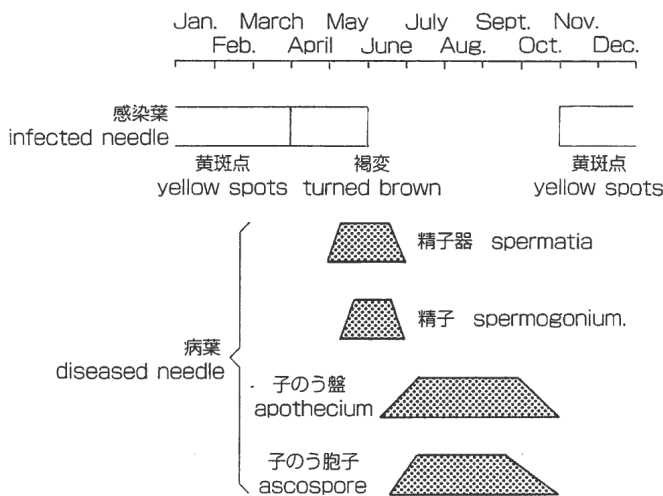 Jan. March May July Sept. Nov.
Feb. April June Aug. Oct. Dec.
感染葉
infected needle
黄斑点 褐変 黄斑点
yellow spots turned brown yellow spots
精子器 spermatia
精子 spermogonium.
病葉
diseased needle
子のう盤
apothecium
子のう胞子
ascospore